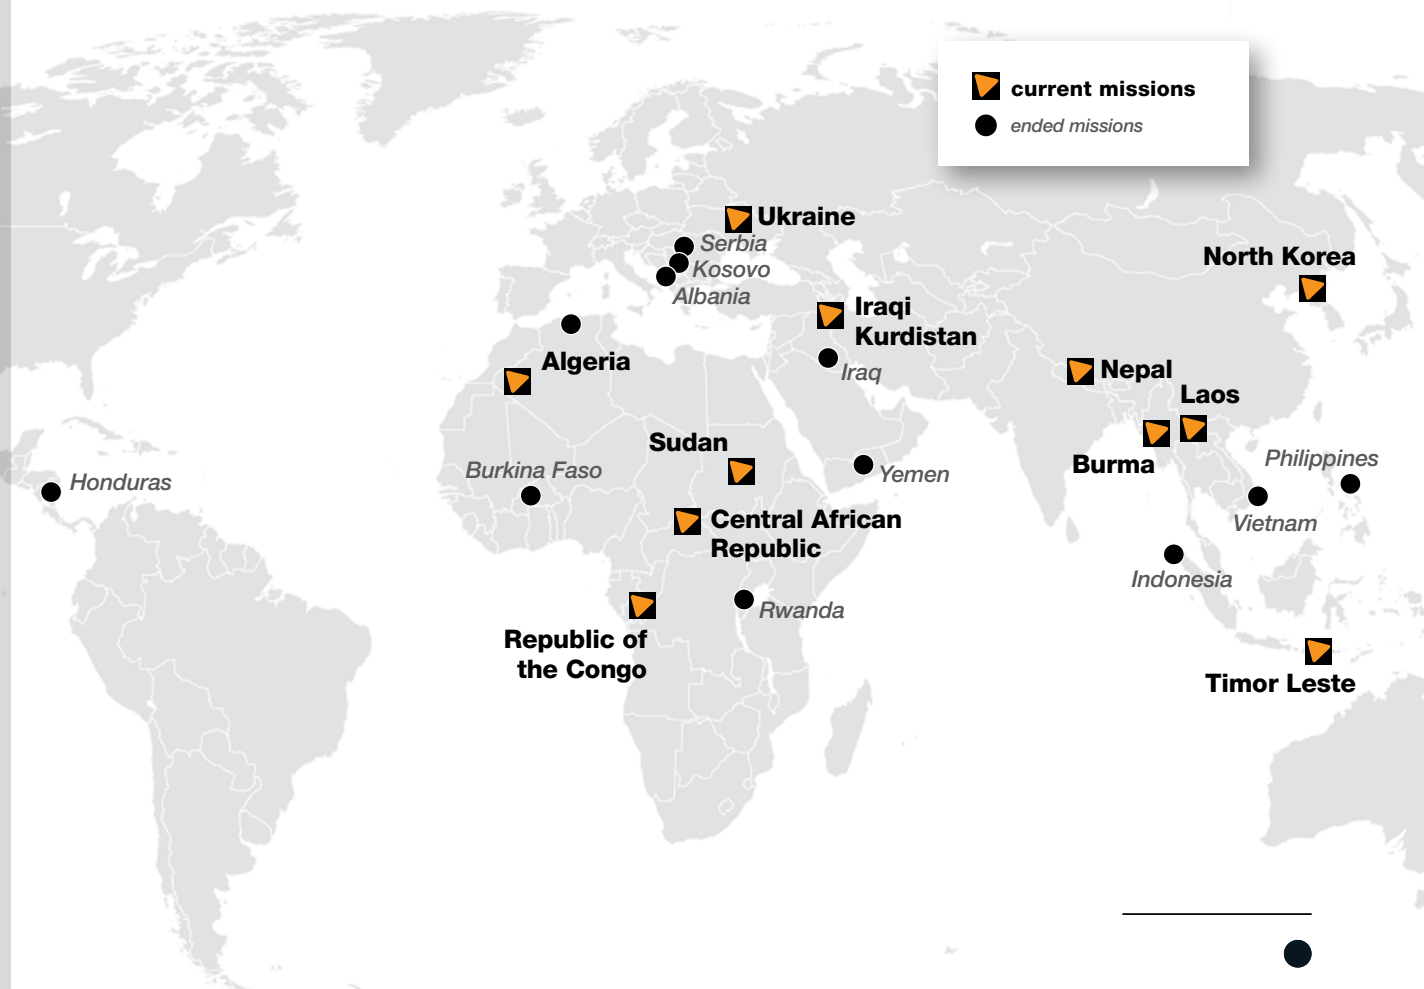 current missions
ended missions
Ukraine
Serbia
Kosovo
Albania
North Korea
Iraqi
Kurdistan
Iraq
Algeria
Nepal
Laos
Burma
Sudan
Burkina Faso
Yemen
Honduras
Philippines
Vietnam
Central African
Republic
Indonesia
Rwanda
Republic of
the Congo
Timor Leste